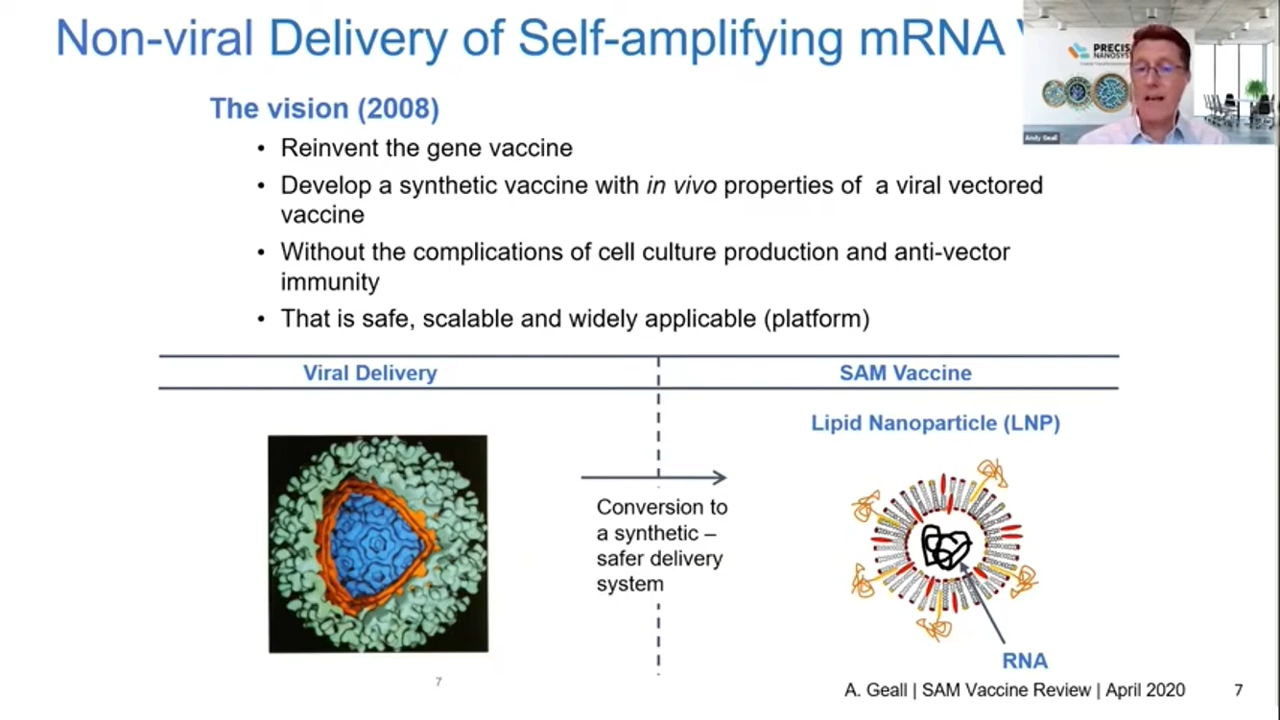 Non-viral Delivery of Self-amplifying mRNA
The vision (2008)
• Reinvent the gene vaccine
• Develop a synthetic vaccine with in vivo properties of a viral vectored
vaccine
• Without the complications of cell culture production and anti-vector
immunity
• That is safe, scalable and widely applicable (platform)
Andy Geall
Viral Delivery
SAM Vaccine
Lipid Nanoparticle (LNP)
Conversion to
a synthetic –
safer delivery
system
RNA
7
A. Geall | SAM Vaccine Review | April 2020
7